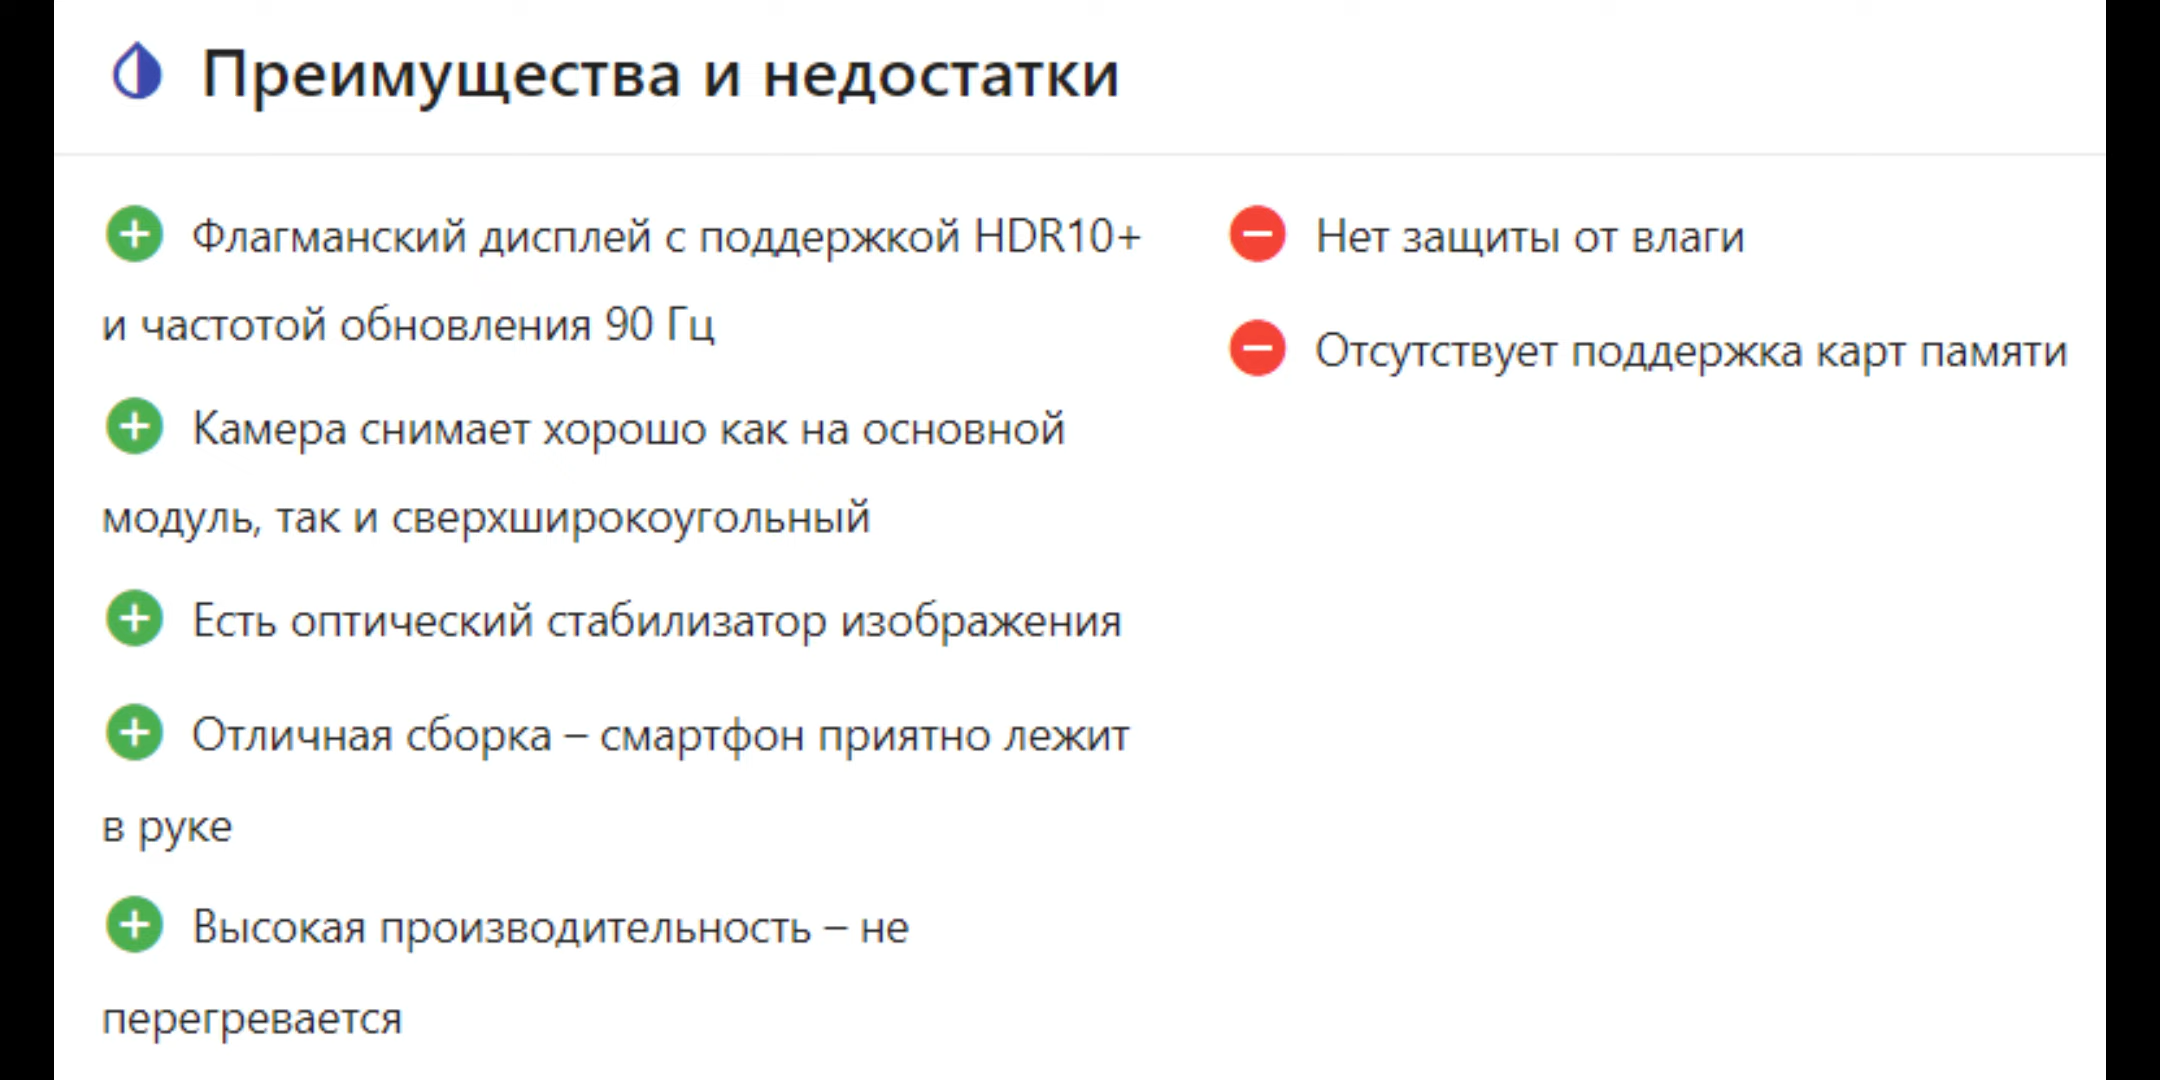 Преимущества и недостатки
Флагманский дисплей с поддержкой HDR10+
и частотой обновления 90 Гц
Камера снимает хорошо как на основной
модуль, так и сверхширокоугольный
Есть оптический стабилизатор изображения
Отличная сборка – смартфон приятно лежит
в руке
Высокая производительность – не
перегревается
Нет защиты от влаги
Отсутствует поддержка карт памяти